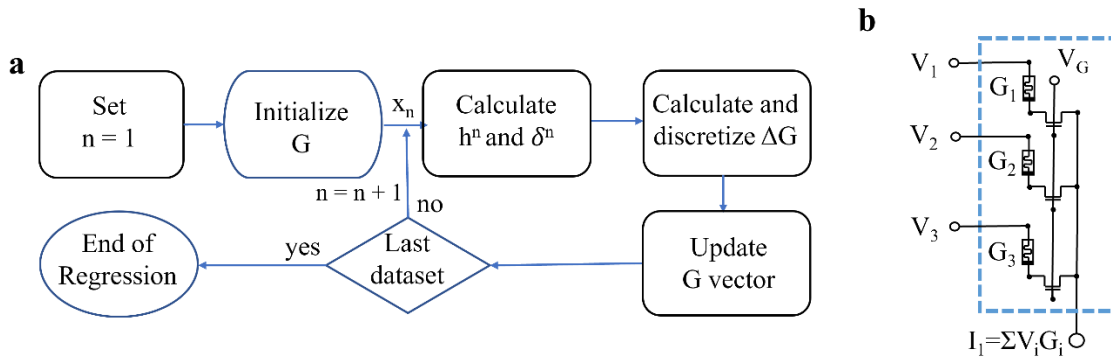 a
Set
n = 1
Initialize
G
xₙ
Calculate
hⁿ and δⁿ
Calculate and
discretize ΔG
n = n + 1
no
Update
G vector
Last
dataset
yes
End of
Regression
b
V₁
V_G
G₁
V₂
G₂
V₃
G₃
I₁=ΣVᵢGᵢ